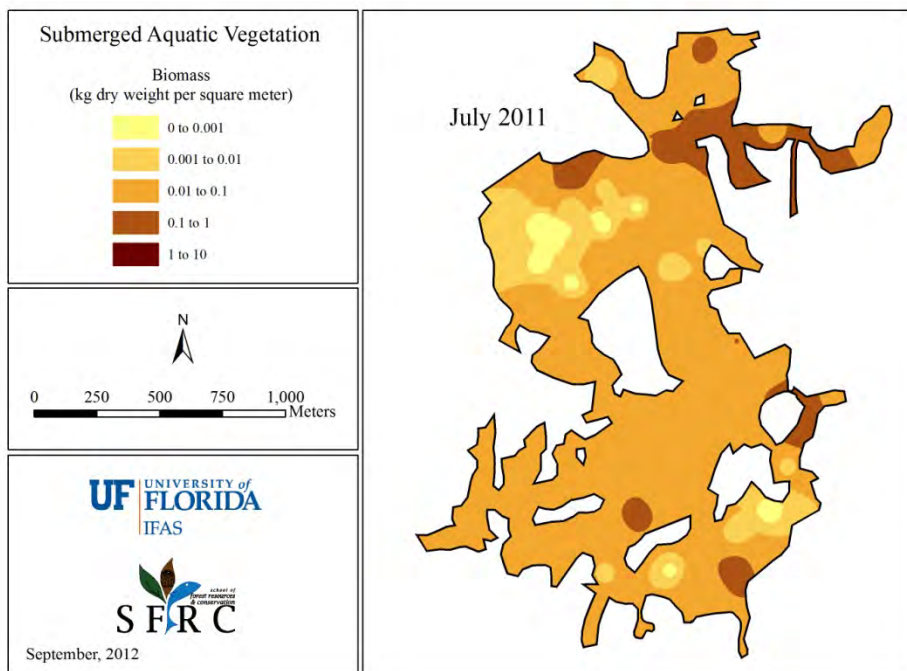 Submerged Aquatic Vegetation
Biomass
(kg dry weight per square meter)
0 to 0.001
0.001 to 0.01
0.01 to 0.1
0.1 to 1
1 to 10
N
0 250 500 750 1,000
Meters
UF UNIVERSITY of
FLORIDA
IFAS
school of
forest resources
& conservation
SFRC
September, 2012
July 2011